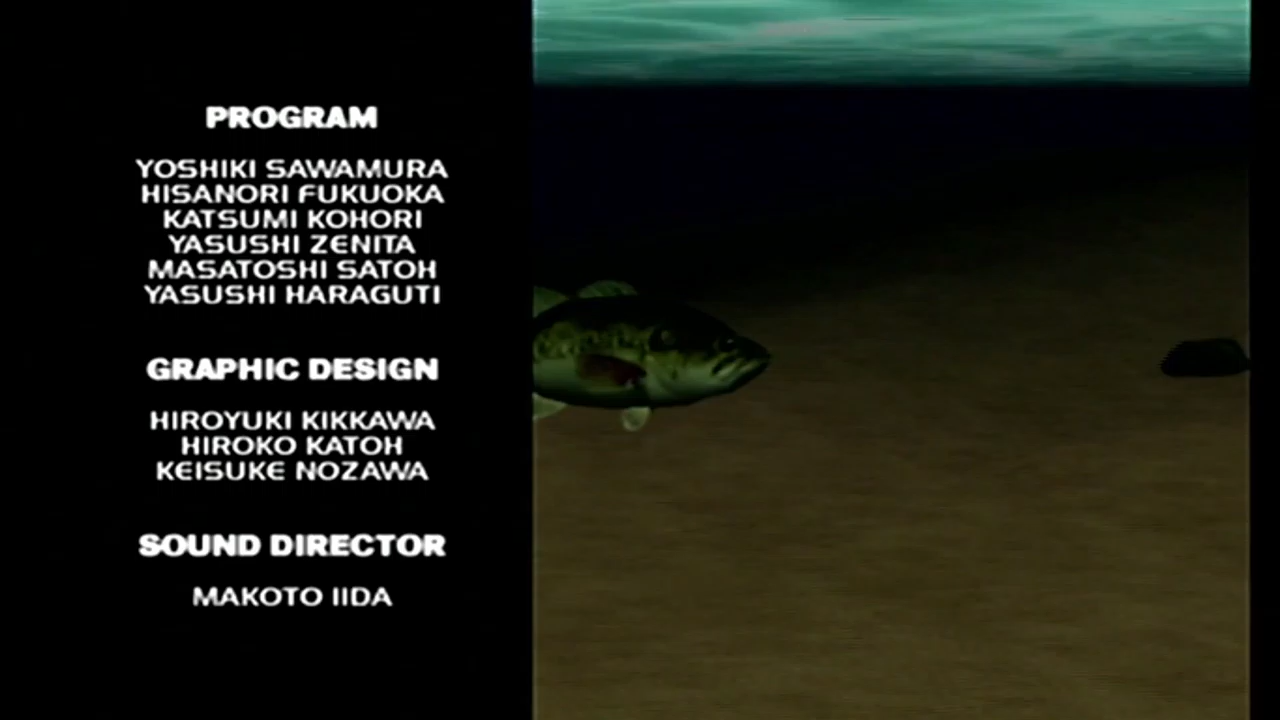 PROGRAM
YOSHIKI SAWAMURA
HISANORI FUKUOKA
KATSUMI KOHORI
YASUSHI ZENITA
MASATOSHI SATOH
YASUSHI HARAGUTI
GRAPHIC DESIGN
HIROYUKI KIKKAWA
HIROKO KATOH
KEISUKE NOZAWA
SOUND DIRECTOR
MAKOTO IIDA